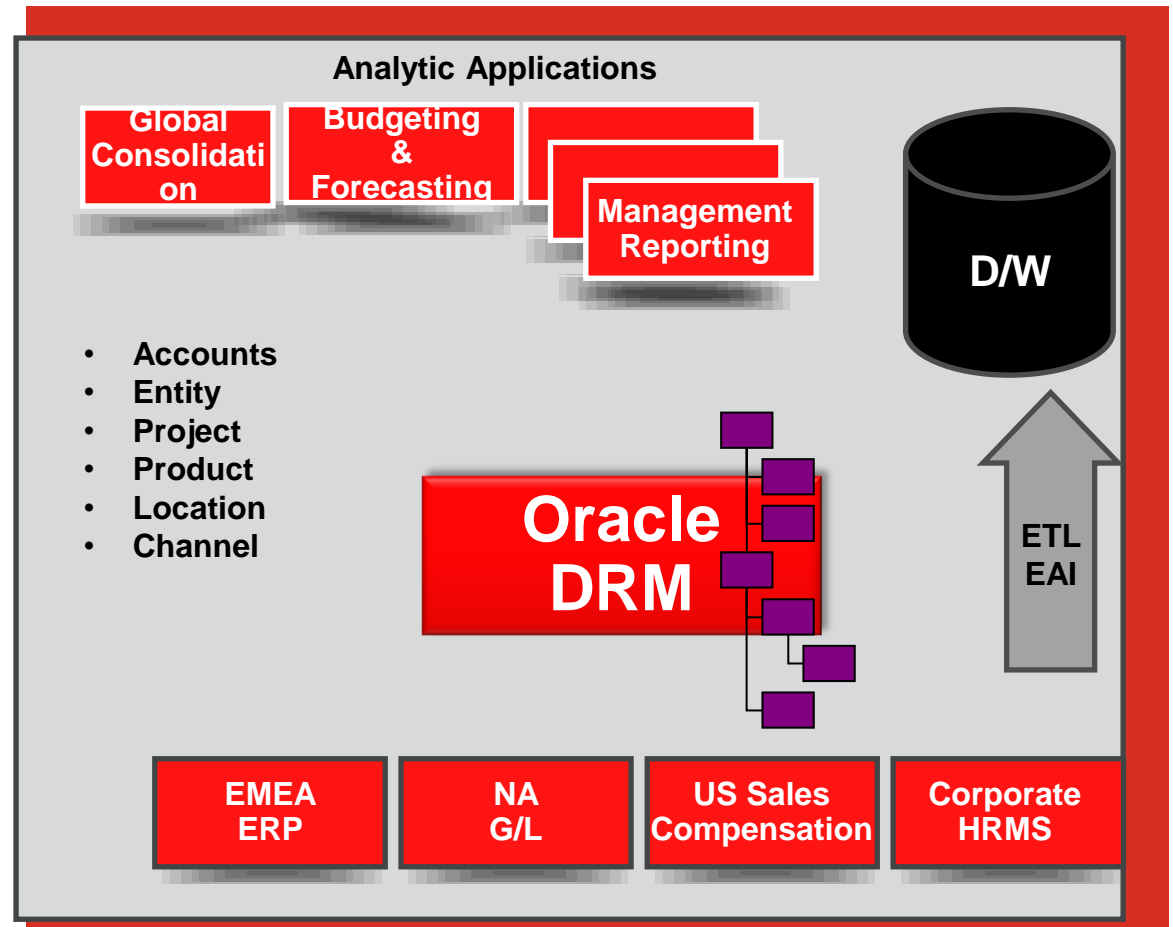 Analytic Applications
Global
Consolidati
on
Budgeting
&
Forecasting
Management
Reporting
D/W
• Accounts
• Entity
• Project
• Product
• Location
• Channel
Oracle
DRM
ETL
EAI
EMEA
ERP
NA
G/L
US Sales
Compensation
Corporate
HRMS